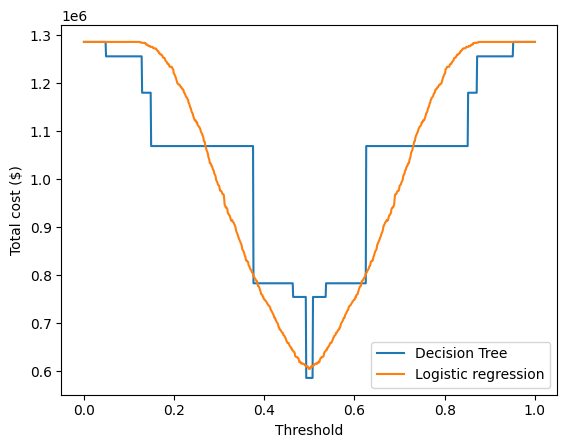 1e6
1.3
1.2
1.1
1.0
0.9
0.8
0.7
0.6
Total cost ($)
0.0 0.2 0.4 0.6 0.8 1.0
Threshold
Decision Tree
Logistic regression